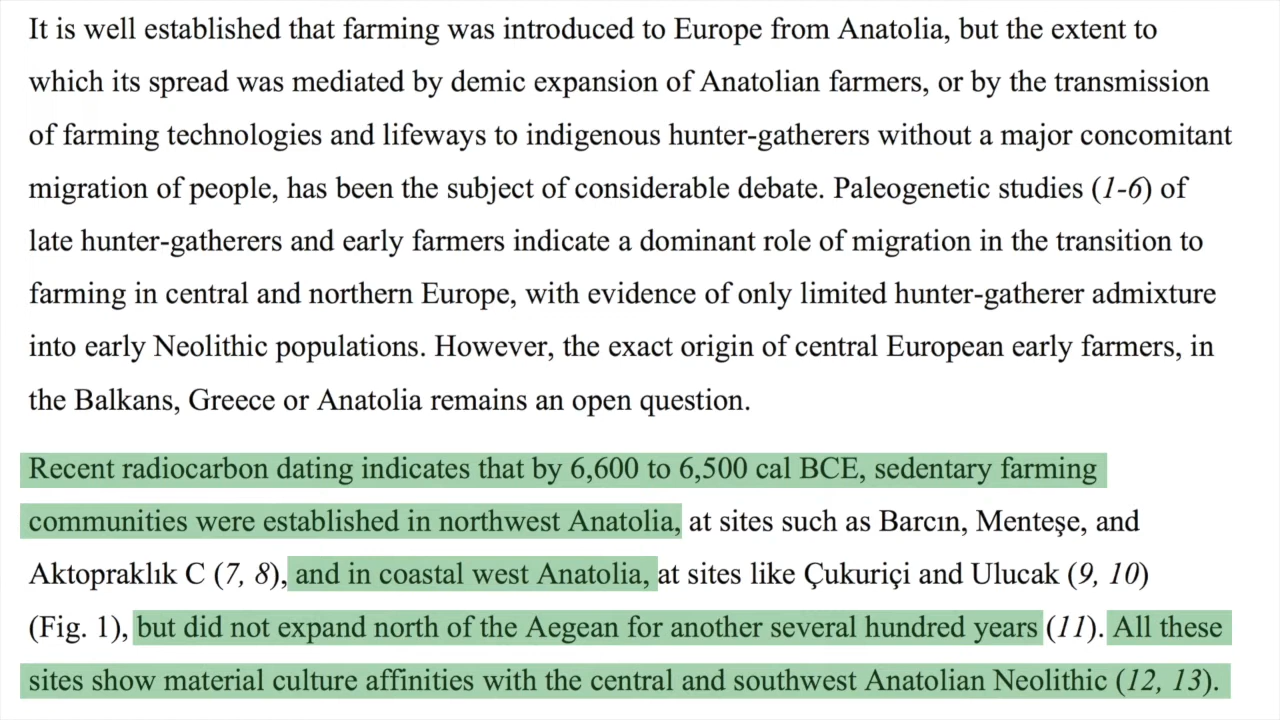 It is well established that farming was introduced to Europe from Anatolia, but the extent to
which its spread was mediated by demic expansion of Anatolian farmers, or by the transmission
of farming technologies and lifeways to indigenous hunter-gatherers without a major concomitant
migration of people, has been the subject of considerable debate. Paleogenetic studies (1-6) of
late hunter-gatherers and early farmers indicate a dominant role of migration in the transition to
farming in central and northern Europe, with evidence of only limited hunter-gatherer admixture
into early Neolithic populations. However, the exact origin of central European early farmers, in
the Balkans, Greece or Anatolia remains an open question.
Recent radiocarbon dating indicates that by 6,600 to 6,500 cal BCE, sedentary farming
communities were established in northwest Anatolia, at sites such as Barcın, Menteşe, and
Aktopraklık C (7, 8), and in coastal west Anatolia, at sites like Çukuriçi and Ulucak (9, 10)
(Fig. 1), but did not expand north of the Aegean for another several hundred years (11). All these
sites show material culture affinities with the central and southwest Anatolian Neolithic (12, 13).